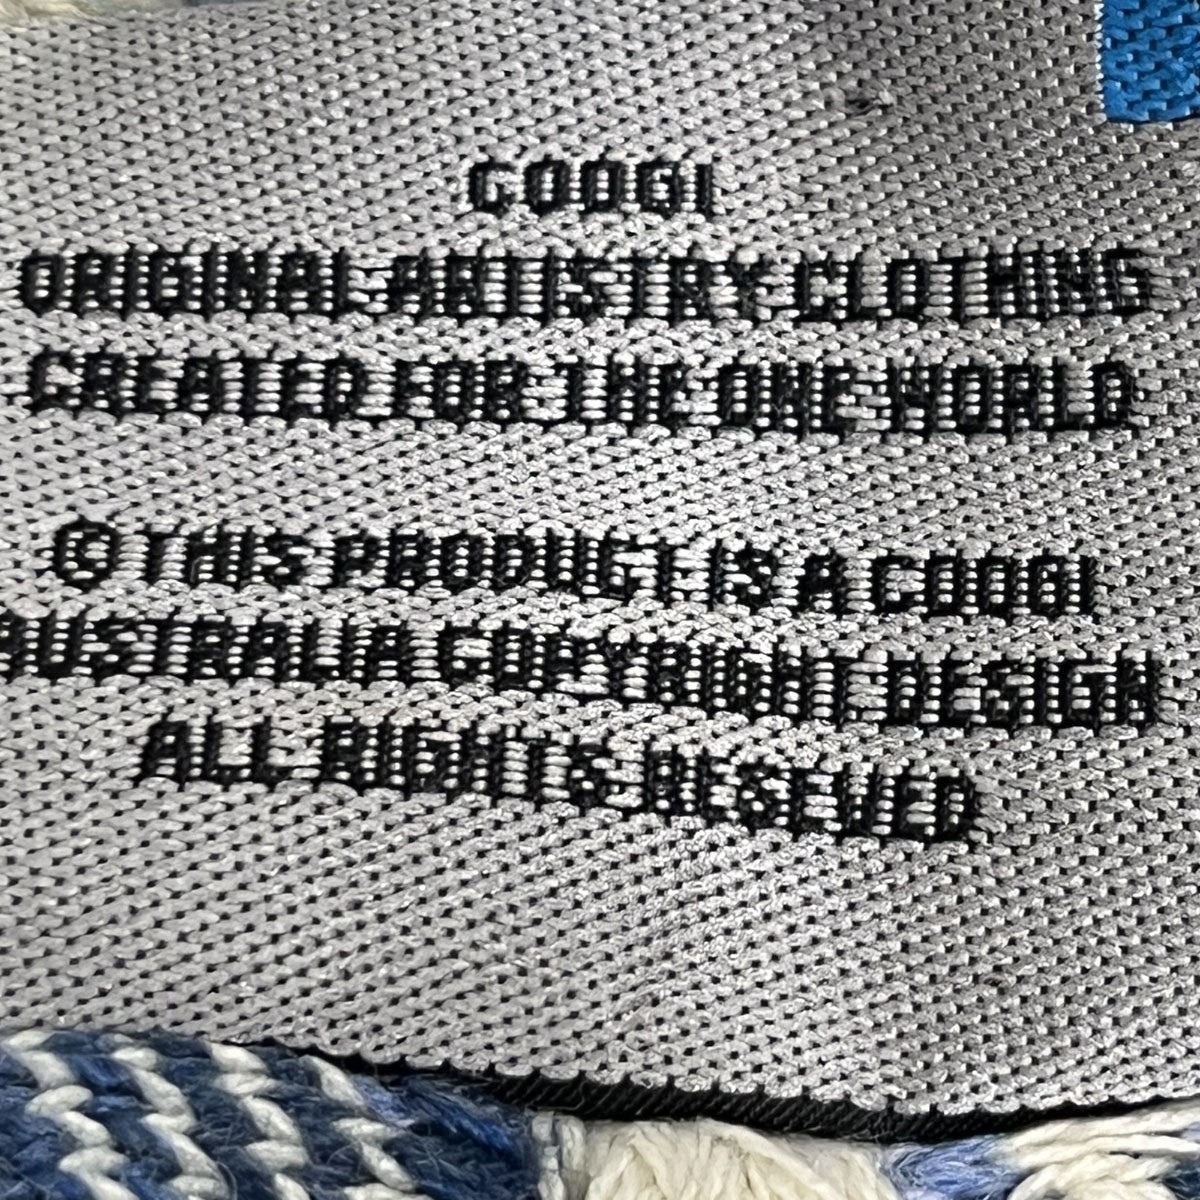 COOGI
ORIGINAL ARTISTRY CLOTHING
CREATED FOR THE ONE WORLD
© THIS PRODUCT IS A COOGI
AUSTRALIA COPYRIGHT DESIGN
ALL RIGHTS RESERVED